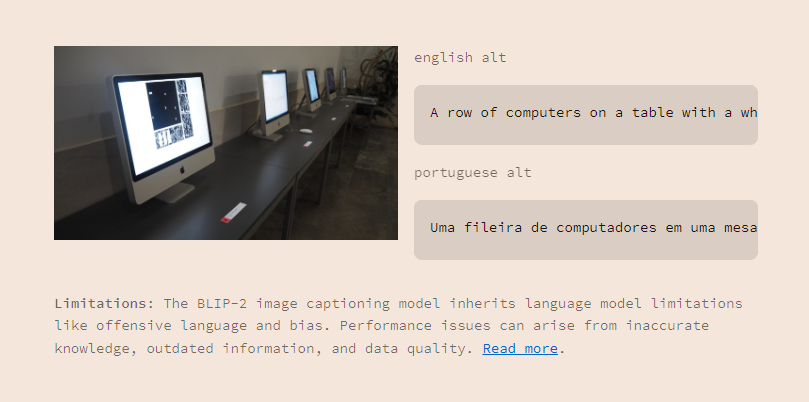 english alt
A row of computers on a table with a wh
portuguese alt
Uma fileira de computadores em uma mesa
Limitations: The BLIP-2 image captioning model inherits language model limitations
like offensive language and bias. Performance issues can arise from inaccurate
knowledge, outdated information, and data quality. Read more.